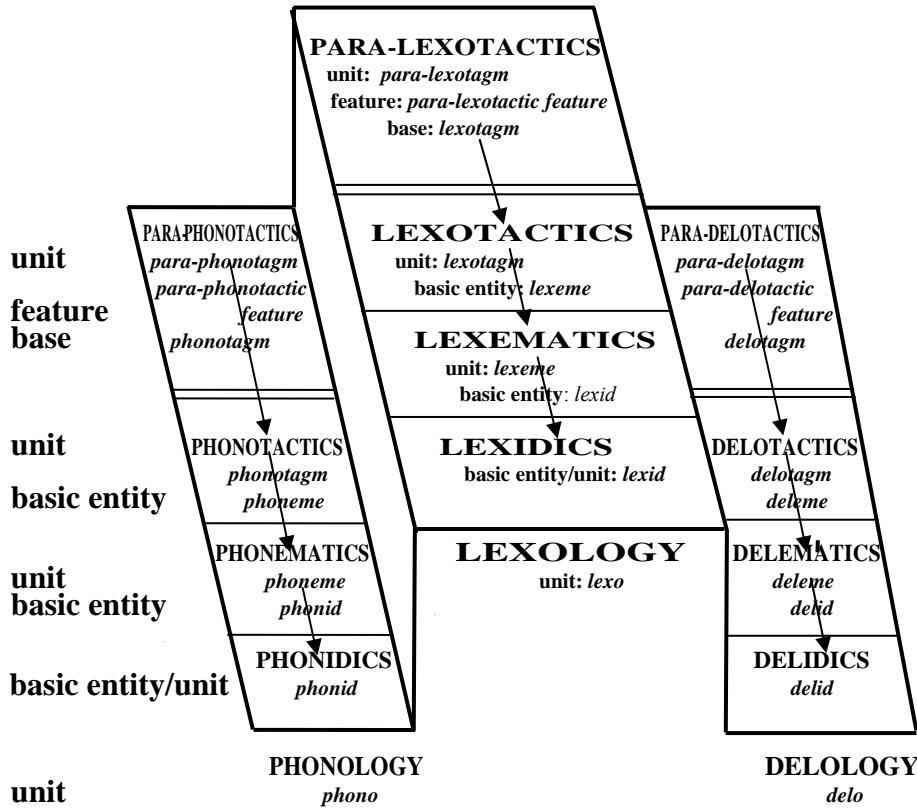 PARA-LEXOTACTICS
unit: para-lexotagm
feature: para-lexotactic feature
base: lexotagm
PARA-PHONOTACTICS
LEXOTACTICS
PARA-DELOTACTICS
unit
para-phonotagm
unit: lexotagm
para-delotagm
para-phonotactic
basic entity: lexeme
para-delotactic
feature
feature
feature
base
phonotagm
LEXEMATICS
delotagm
unit: lexeme
basic entity: lexid
unit
PHONOTACTICS
LEXIDICS
DELOTACTICS
phonotagm
basic entity/unit: lexid
delotagm
basic entity
phoneme
deleme
PHONEMATICS
LEXOLOGY
DELEMATICS
unit
phoneme
unit: lexo
deleme
basic entity
phonid
delid
PHONIDICS
DELIDICS
basic entity/unit
phonid
delid
PHONOLOGY
DELOLOGY
unit
phono
delo